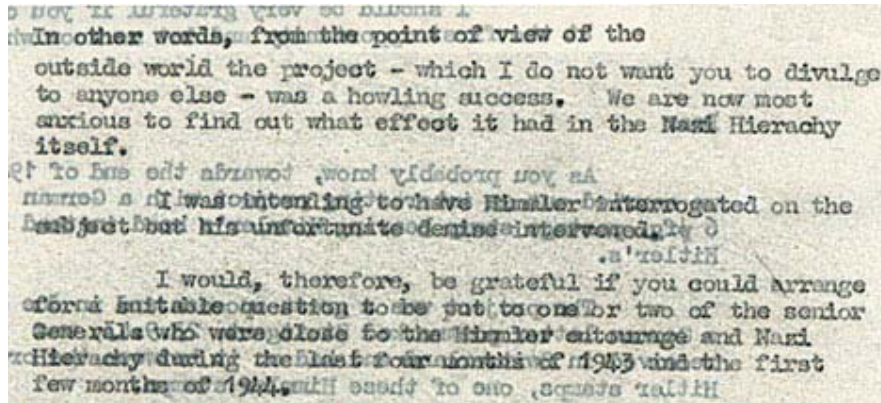 In other words, from the point of view of the
outside world the project - which I do not want you to divulge
to anyone else - was a howling success. We are now most
anxious to find out what effect it had in the Nazi Hierachy
itself.
I was intending to have Himmler interrogated on the
subject but his unfortunate demise intervened.
I would, therefore, be grateful if you could arrange
for a suitable question to be put to one or two of the senior
Generals who were close to the Himmler entourage and Nazi
Hierachy during the last four months of 1943 and the first
few months of 1944.